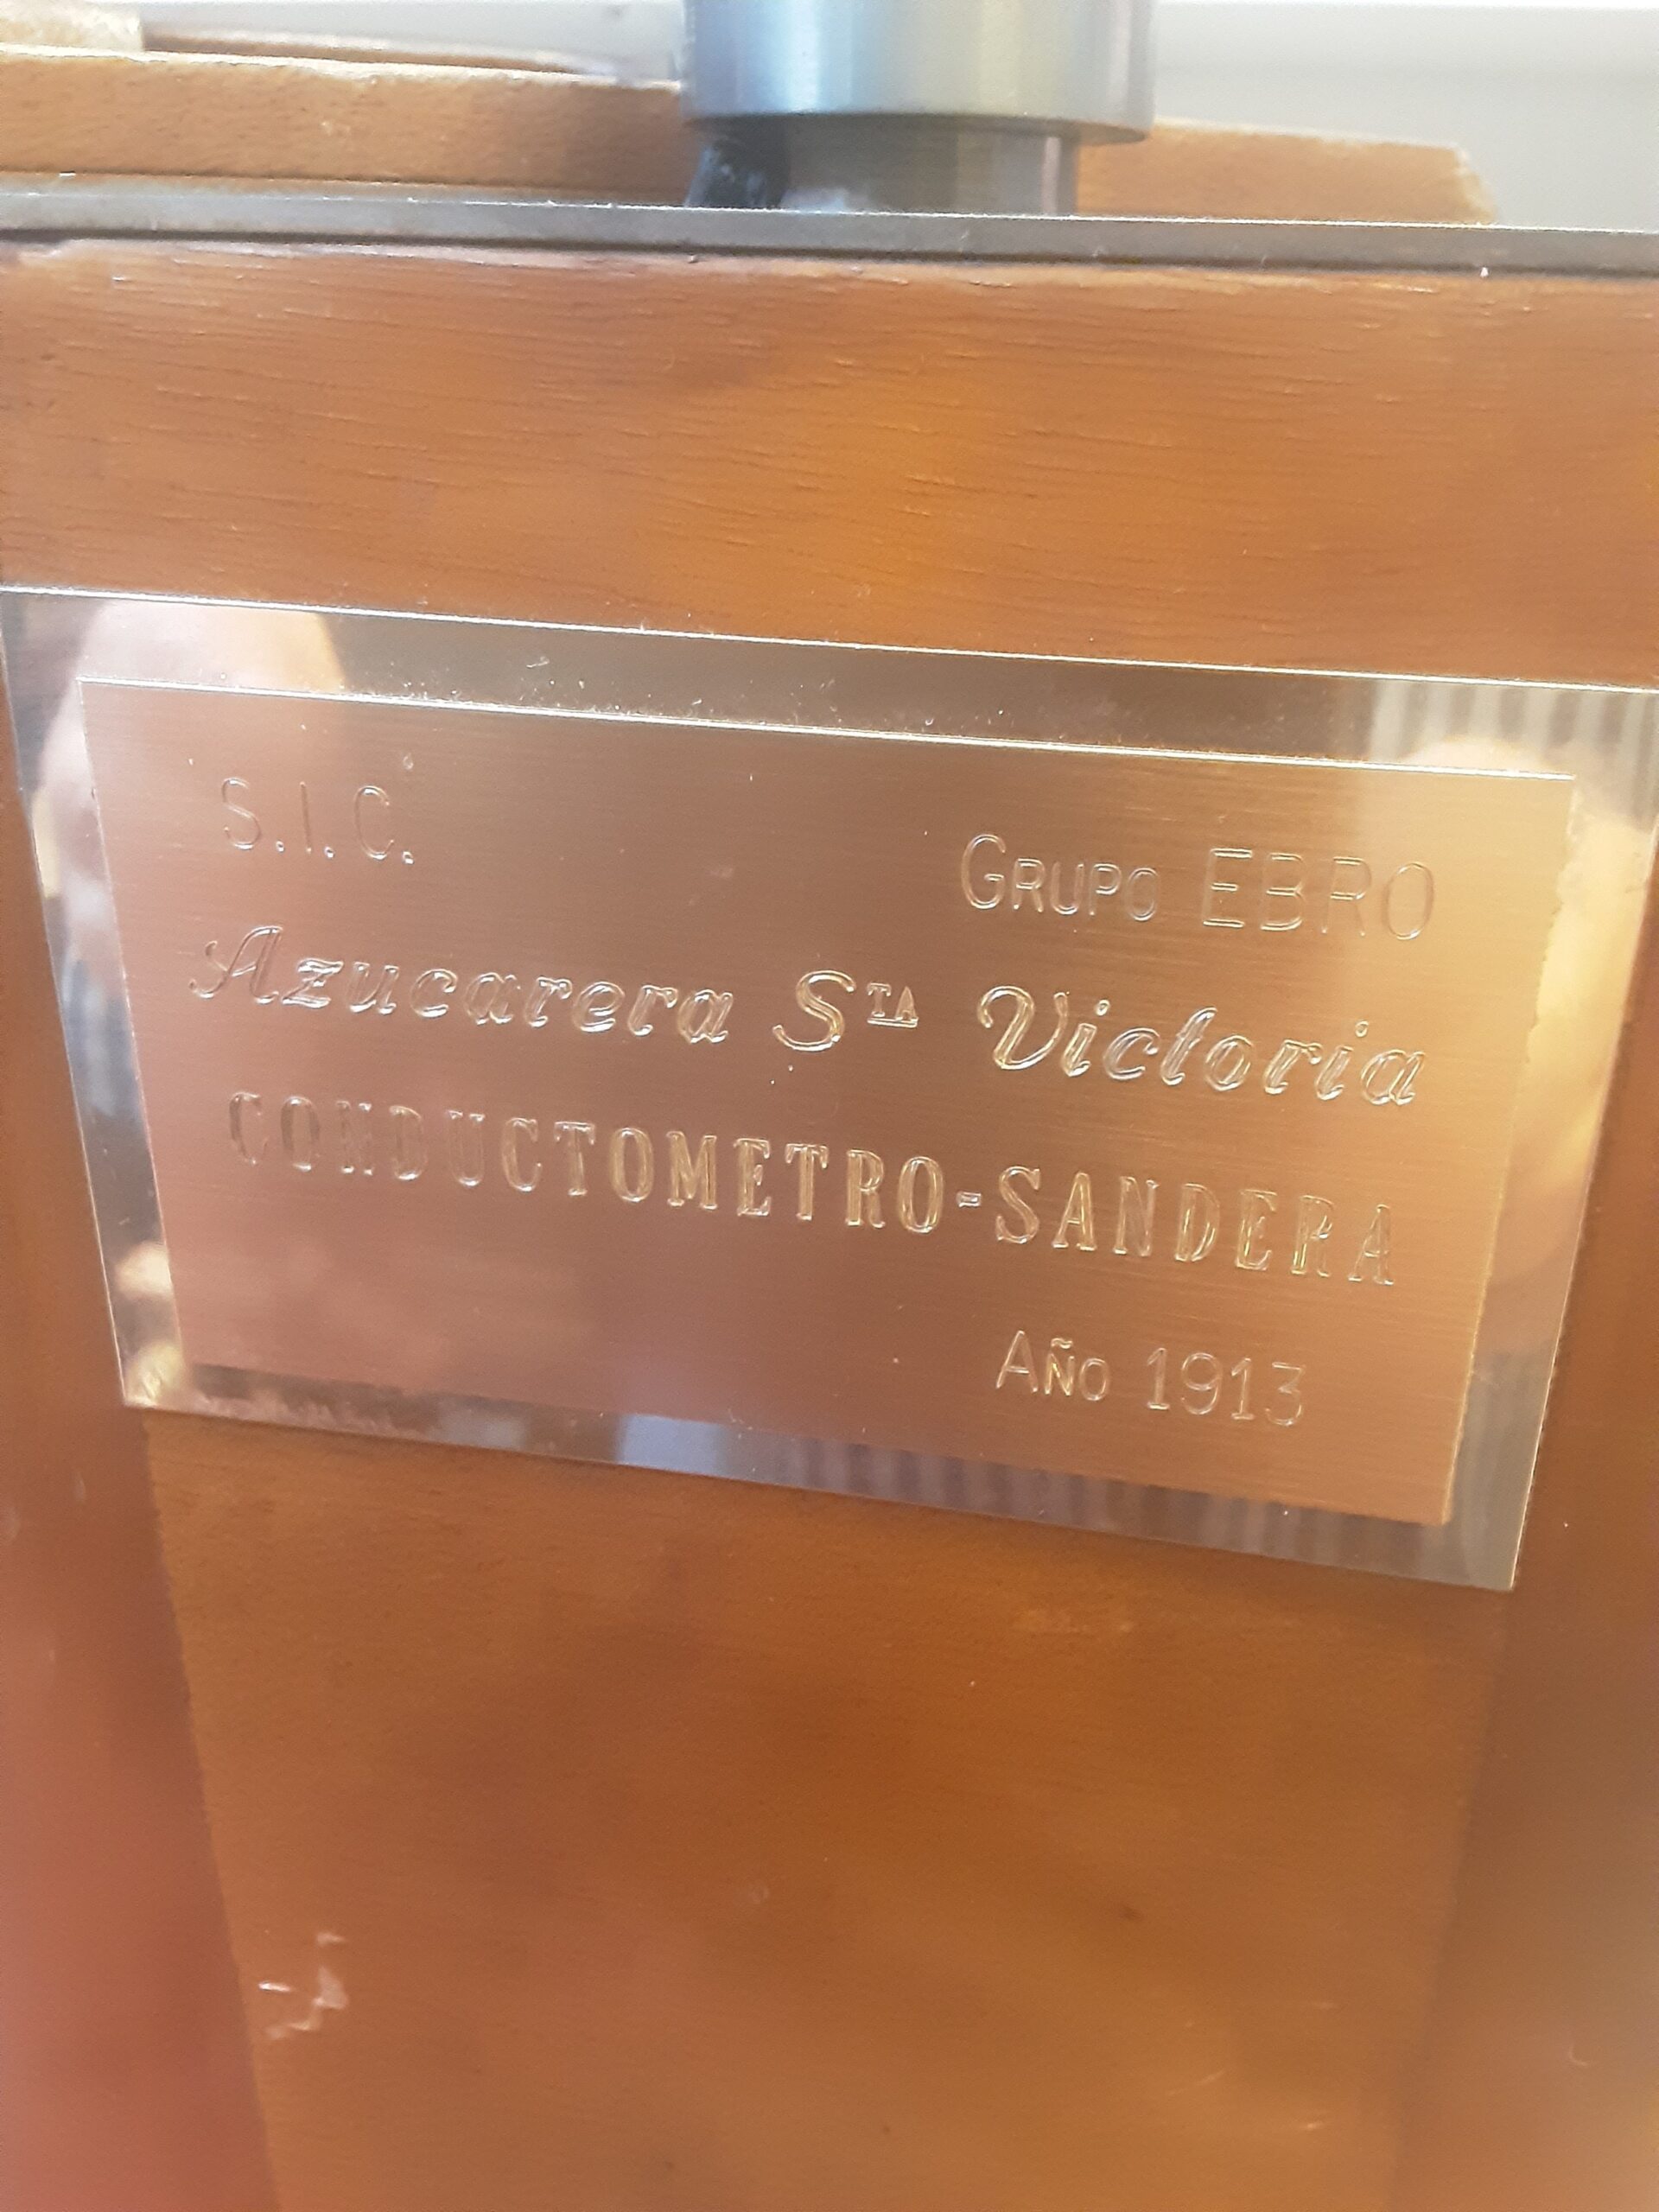 S.I.C. GRUPO EBRO
Azucarera STA Victoria
CONDUCTOMETRO-SANDERA
AÑO 1913